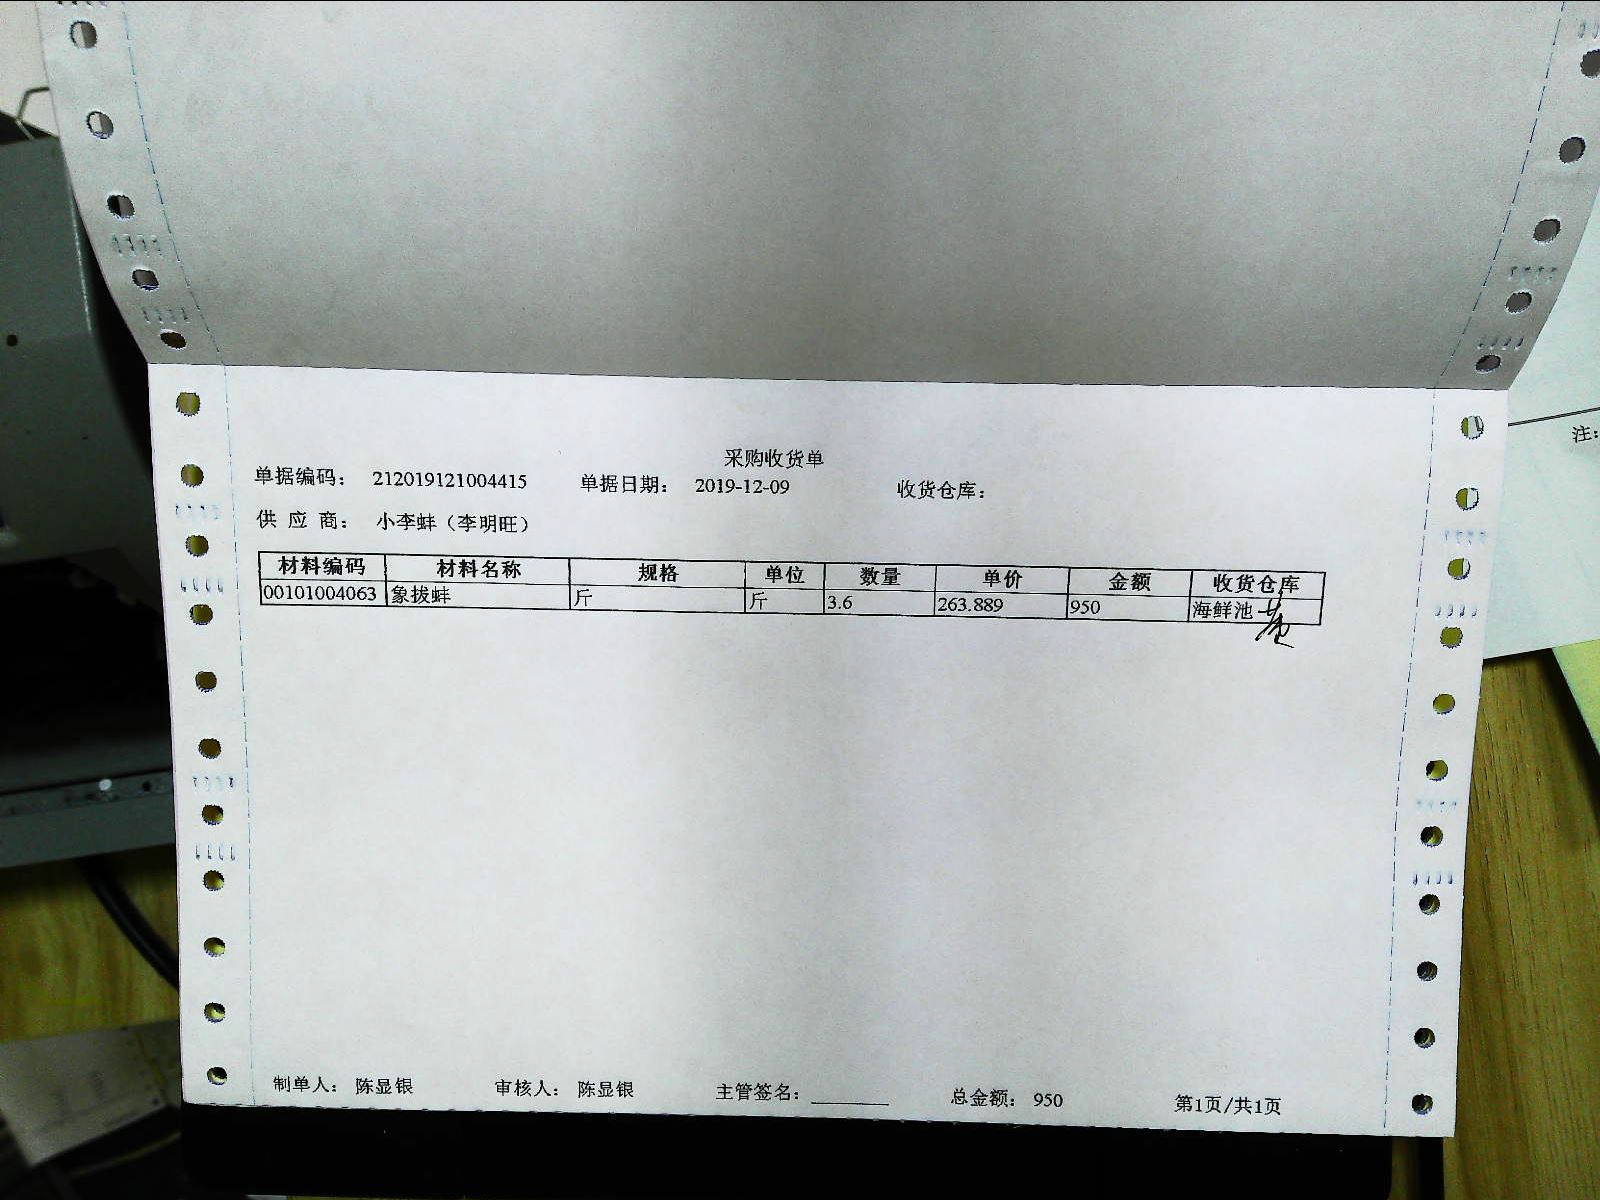 采购收货单
单据编码： 212019121004415 单据日期： 2019-12-09 收货仓库：
供 应 商： 小李蚌（李明旺）
材料编码 材料名称 规格 单位 数量 单价 金额 收货仓库
00101004063 象拔蚌 斤 斤 3.6 263.889 950 海鲜池
制单人： 陈显银 审核人： 陈显银 主管签名：________ 总金额： 950 第1页/共1页
注：